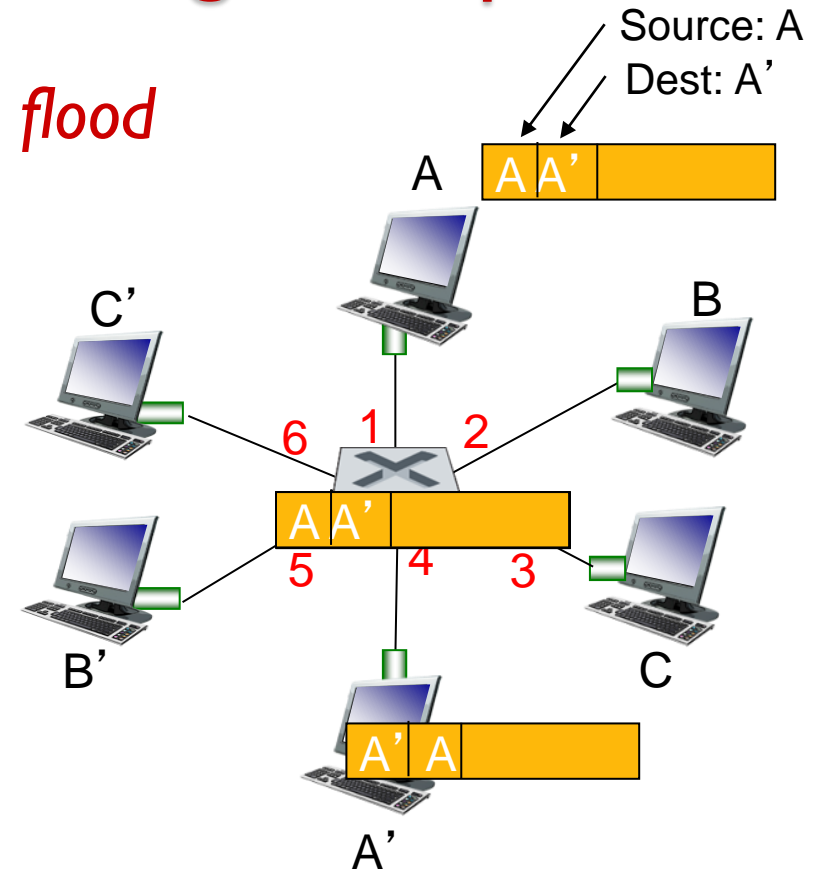 Source: A
Dest: A’
flood
A
A A’
B
C’
6
1
2
A A’
5
4
3
B’
C
A’ A
A’